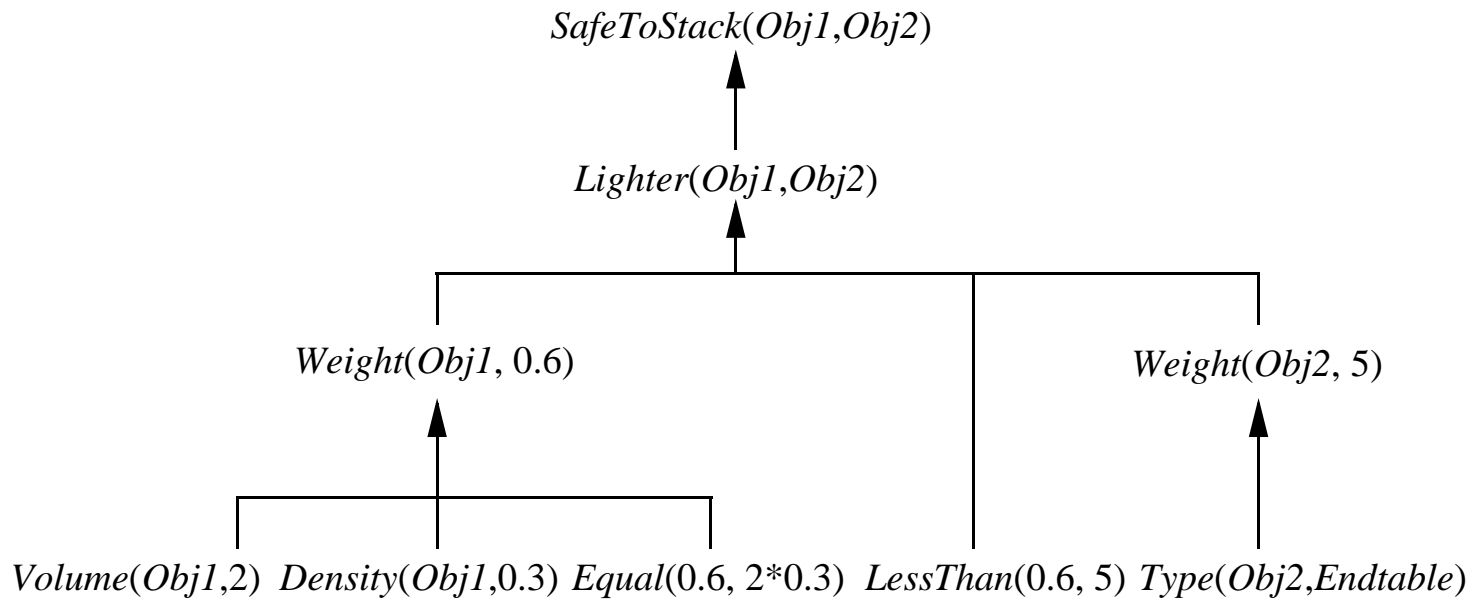 SafeToStack(Obj1,Obj2)
Lighter(Obj1,Obj2)
Weight(Obj1, 0.6) Weight(Obj2, 5)
Volume(Obj1,2) Density(Obj1,0.3) Equal(0.6, 2*0.3) LessThan(0.6, 5) Type(Obj2,Endtable)